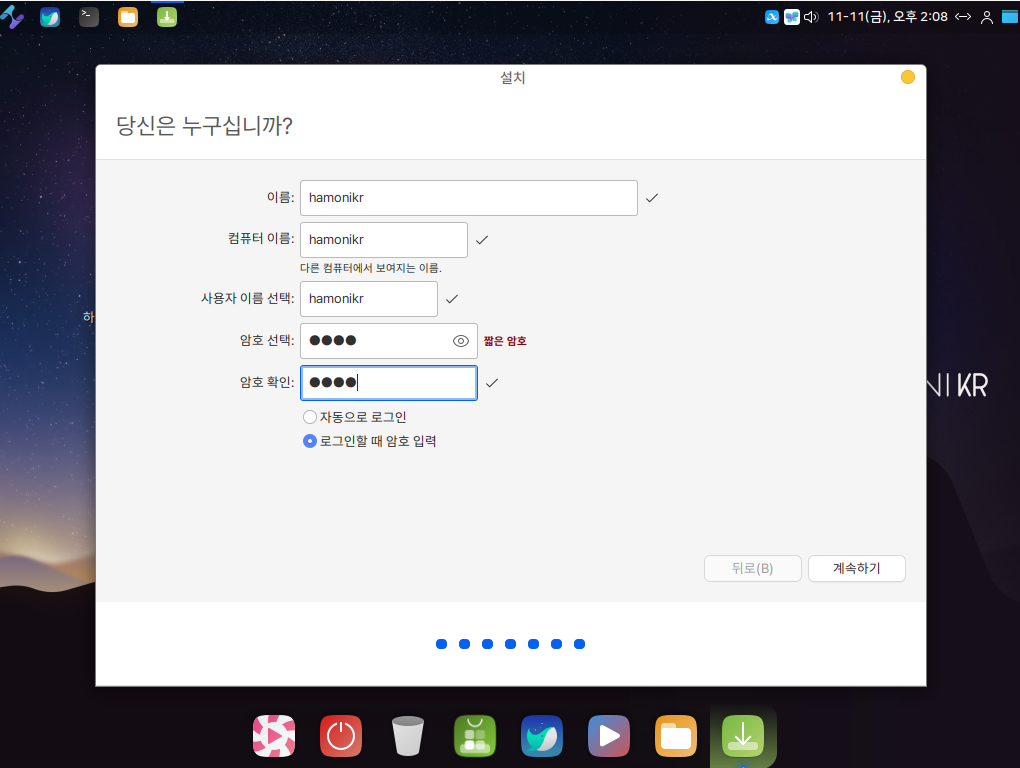 11-11(금), 오후 2:08
설치
당신은 누구십니까?
이름: hamonikr
컴퓨터 이름: hamonikr
다른 컴퓨터에서 보여지는 이름.
사용자 이름 선택: hamonikr
하
암호 선택: ●●●● 짧은 암호
암호 확인: ●●●●
NI KR
자동으로 로그인
로그인할 때 암호 입력
뒤로(B) 계속하기